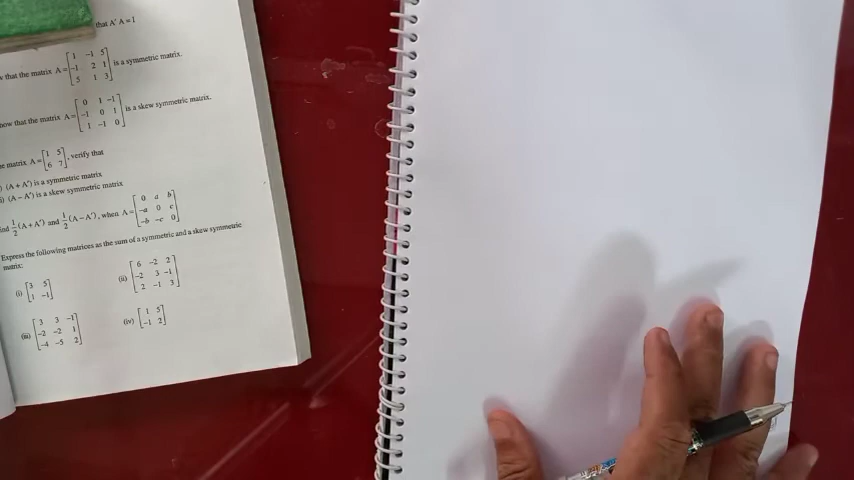 that A' A = I
that the matrix A = [1 -1 5; -1 2 1; 5 1 3] is a symmetric matrix.
how that the matrix A = [0 1 -1; -1 0 1; 1 -1 0] is a skew symmetric matrix.
e matrix A = [1 5; 6 7], verify that
) (A + A') is a symmetric matrix
i) (A – A') is a skew symmetric matrix
ind 1/2 (A + A') and 1/2 (A – A'), when A = [0 a b; -a 0 c; -b -c 0]
Express the following matrices as the sum of a symmetric and a skew symmetric
matrix:
(i) [3 5; 1 -1] (ii) [6 -2 2; -2 3 -1; 2 -1 3]
(iii) [3 3 -1; -2 -2 1; -4 -5 2] (iv) [1 5; -1 2]